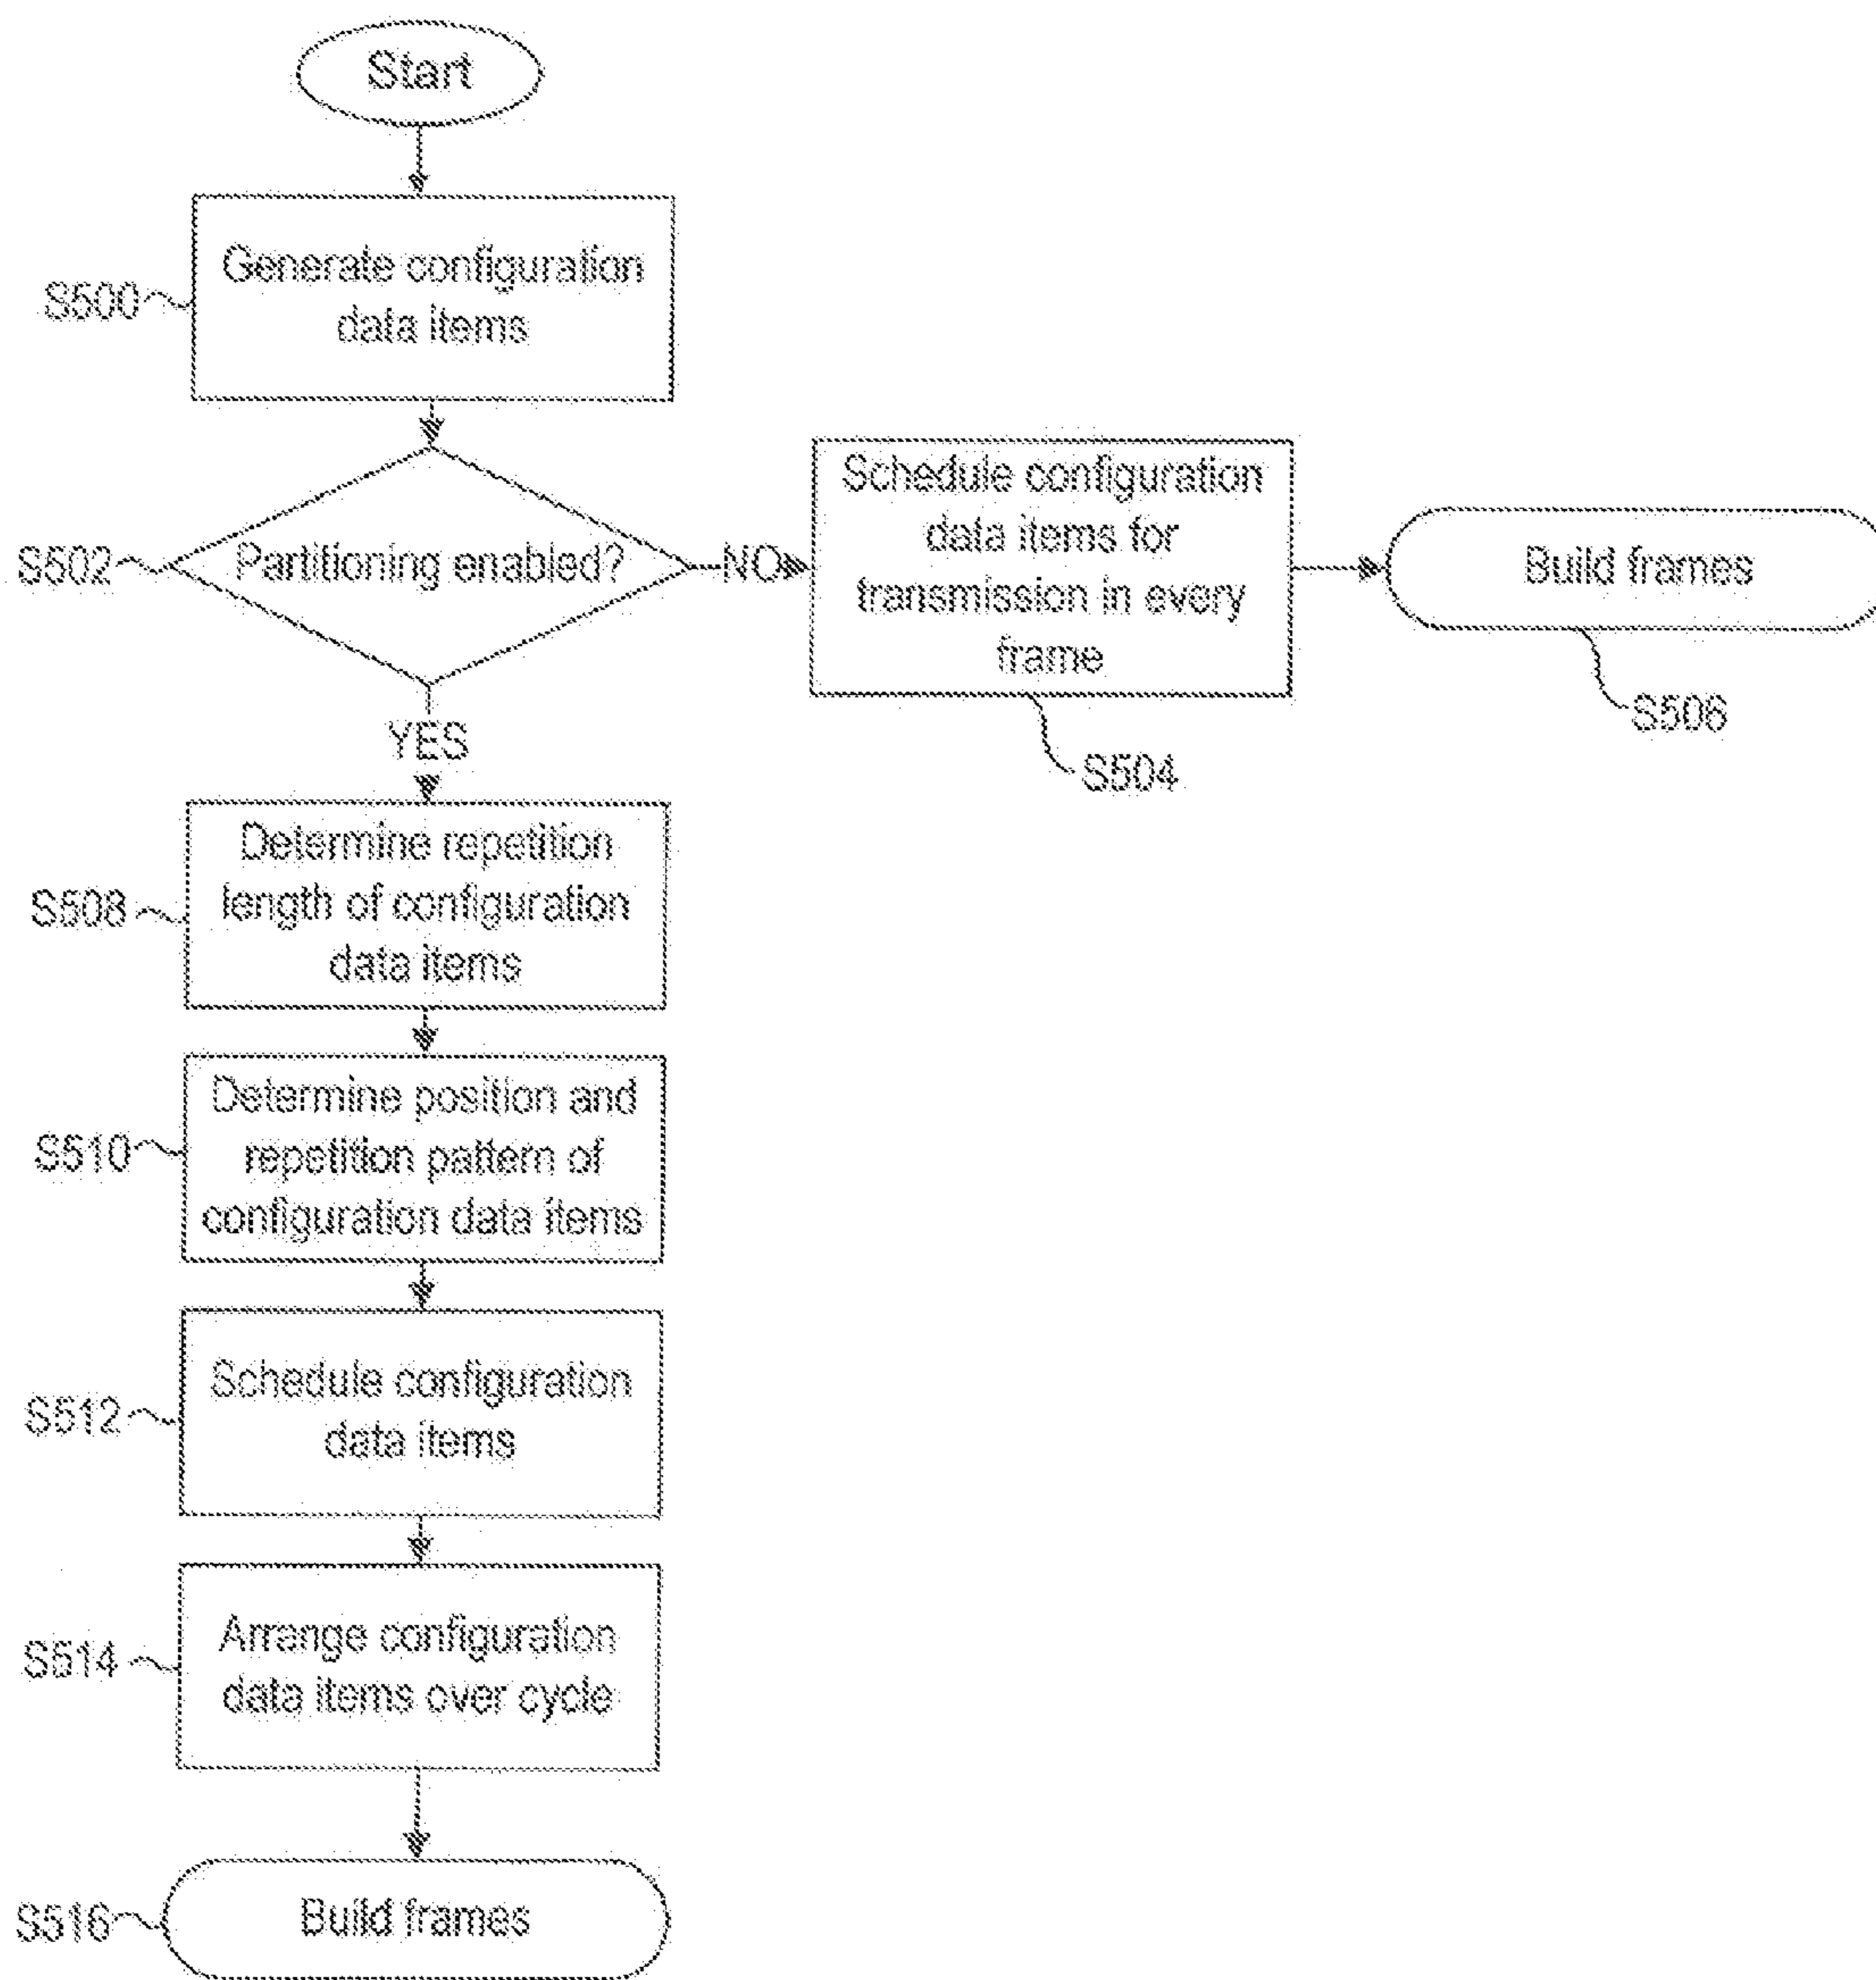 Start
S500
Generate configuration
data items
S502
Partitioning enabled?
NO
Schedule configuration
data items for
transmission in every
frame
S504
Build frames
S506
YES
S508
Determine repetition
length of configuration
data items
S510
Determine position and
repetition pattern of
configuration data items
S512
Schedule configuration
data items
S514
Arrange configuration
data items over cycle
S516
Build frames